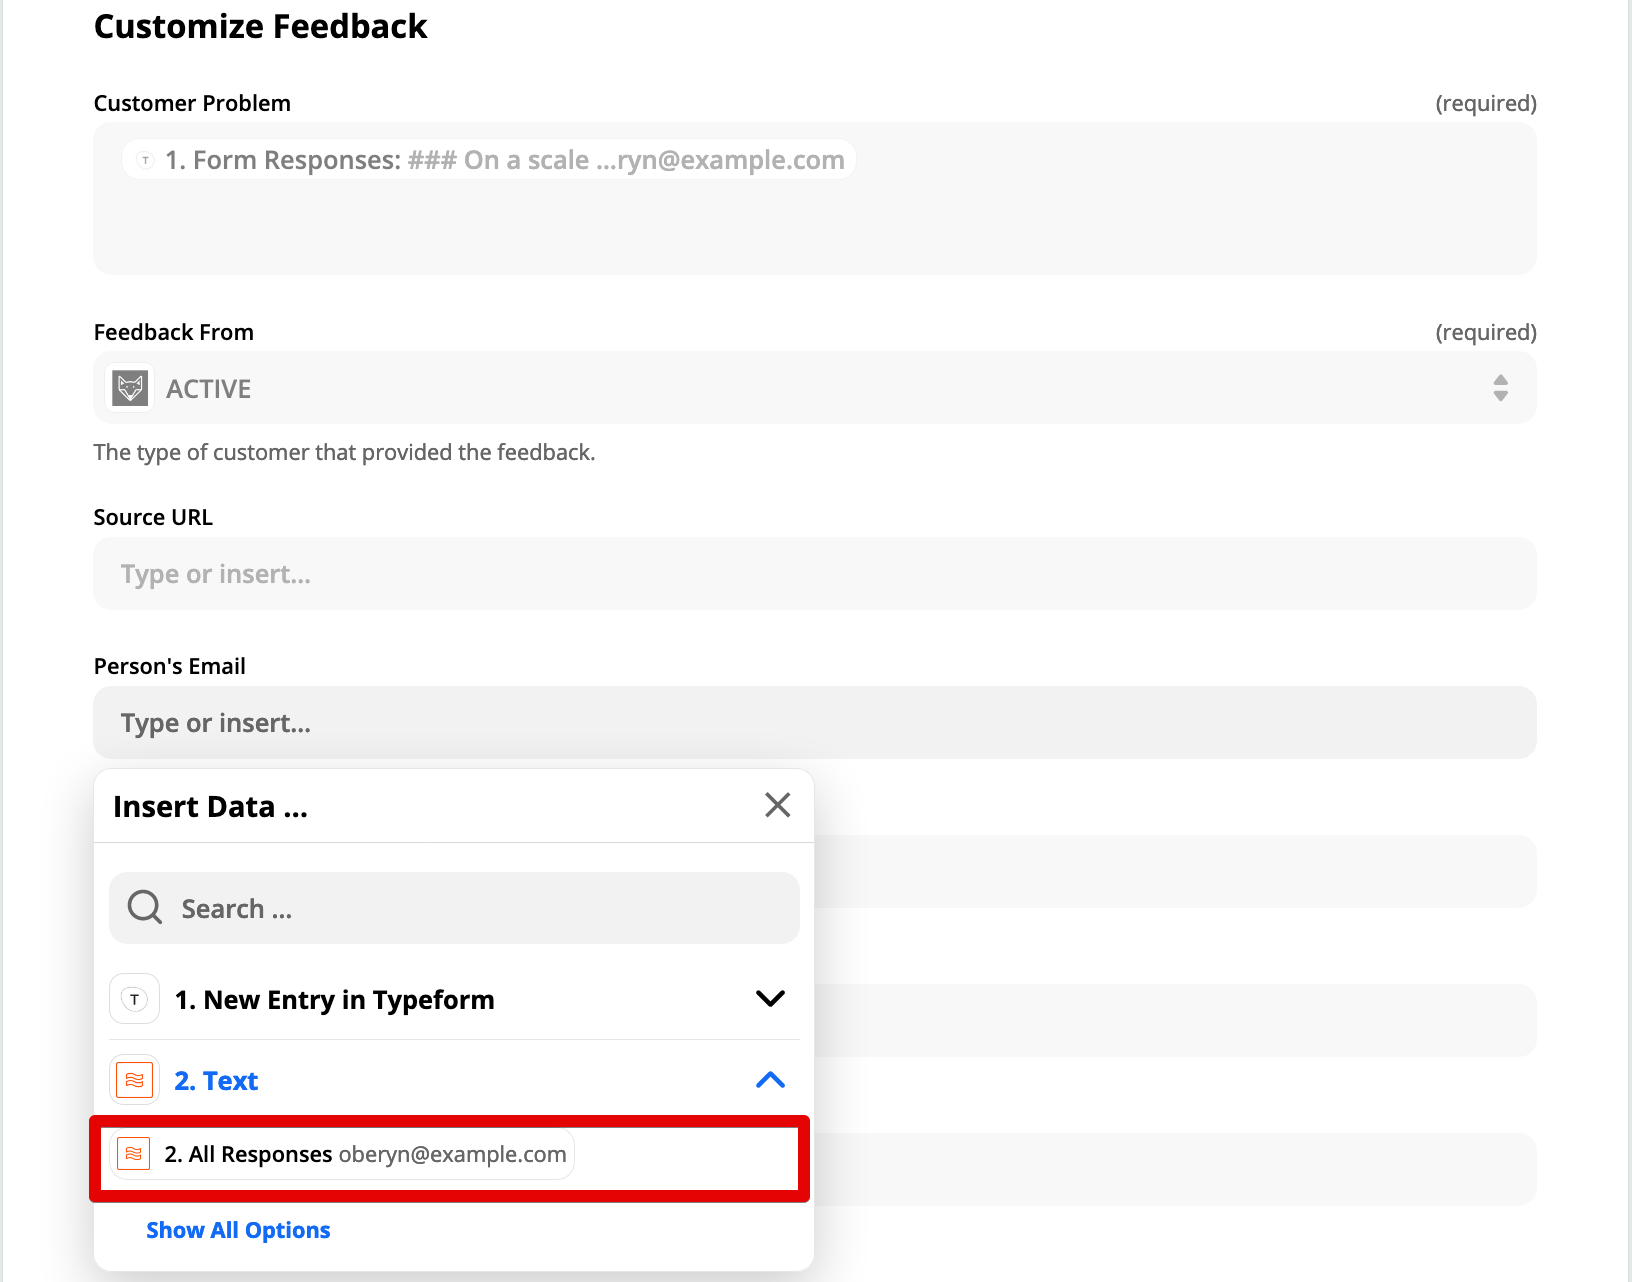 Customize Feedback
Customer Problem (required)
T 1. Form Responses: ### On a scale ...ryn@example.com
Feedback From (required)
ACTIVE
The type of customer that provided the feedback.
Source URL
Type or insert...
Person's Email
Type or insert...
Insert Data ...
Search ...
T 1. New Entry in Typeform
2. Text
2. All Responses oberyn@example.com
Show All Options